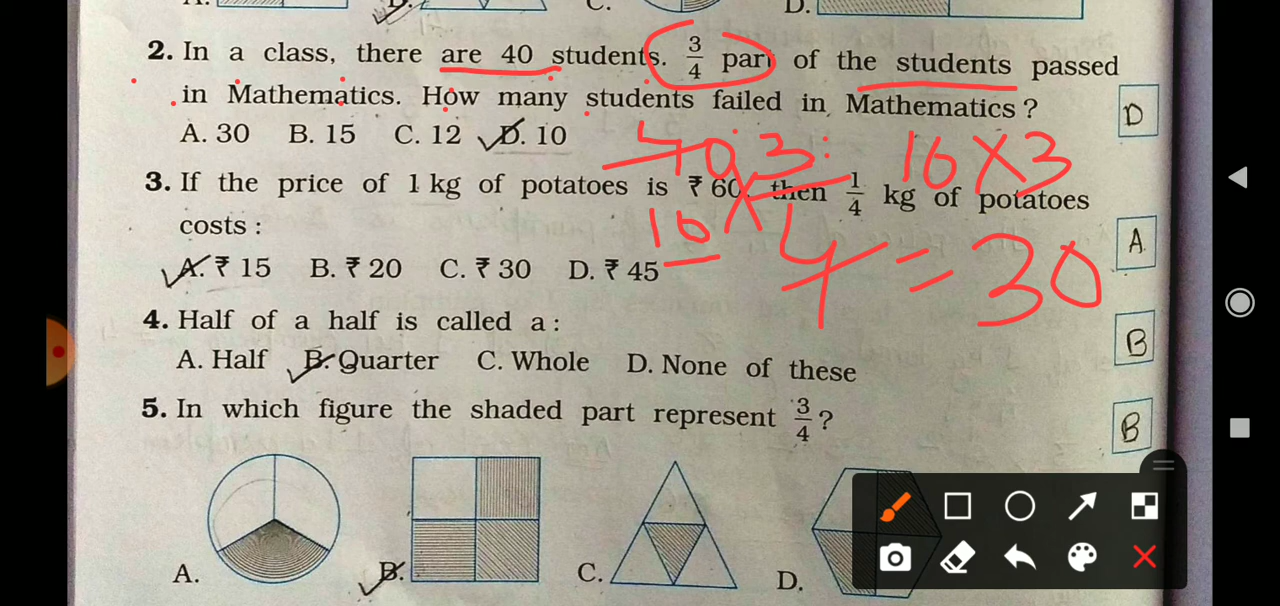 2. In a class, there are 40 students. 3/4 part of the students passed
in Mathematics. How many students failed in Mathematics ?
D
A. 30 B. 15 C. 12 D. 10
40 × 3/4 10 × 3
10
= 30
3. If the price of 1 kg of potatoes is ₹ 60, then 1/4 kg of potatoes
costs :
A
A. ₹ 15 B. ₹ 20 C. ₹ 30 D. ₹ 45
4. Half of a half is called a :
B
A. Half B. Quarter C. Whole D. None of these
5. In which figure the shaded part represent 3/4 ?
B
A. B. C. D.